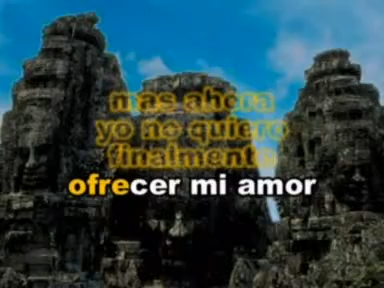 mas ahora
yo no quiero
finalmente
ofrecer mi amor